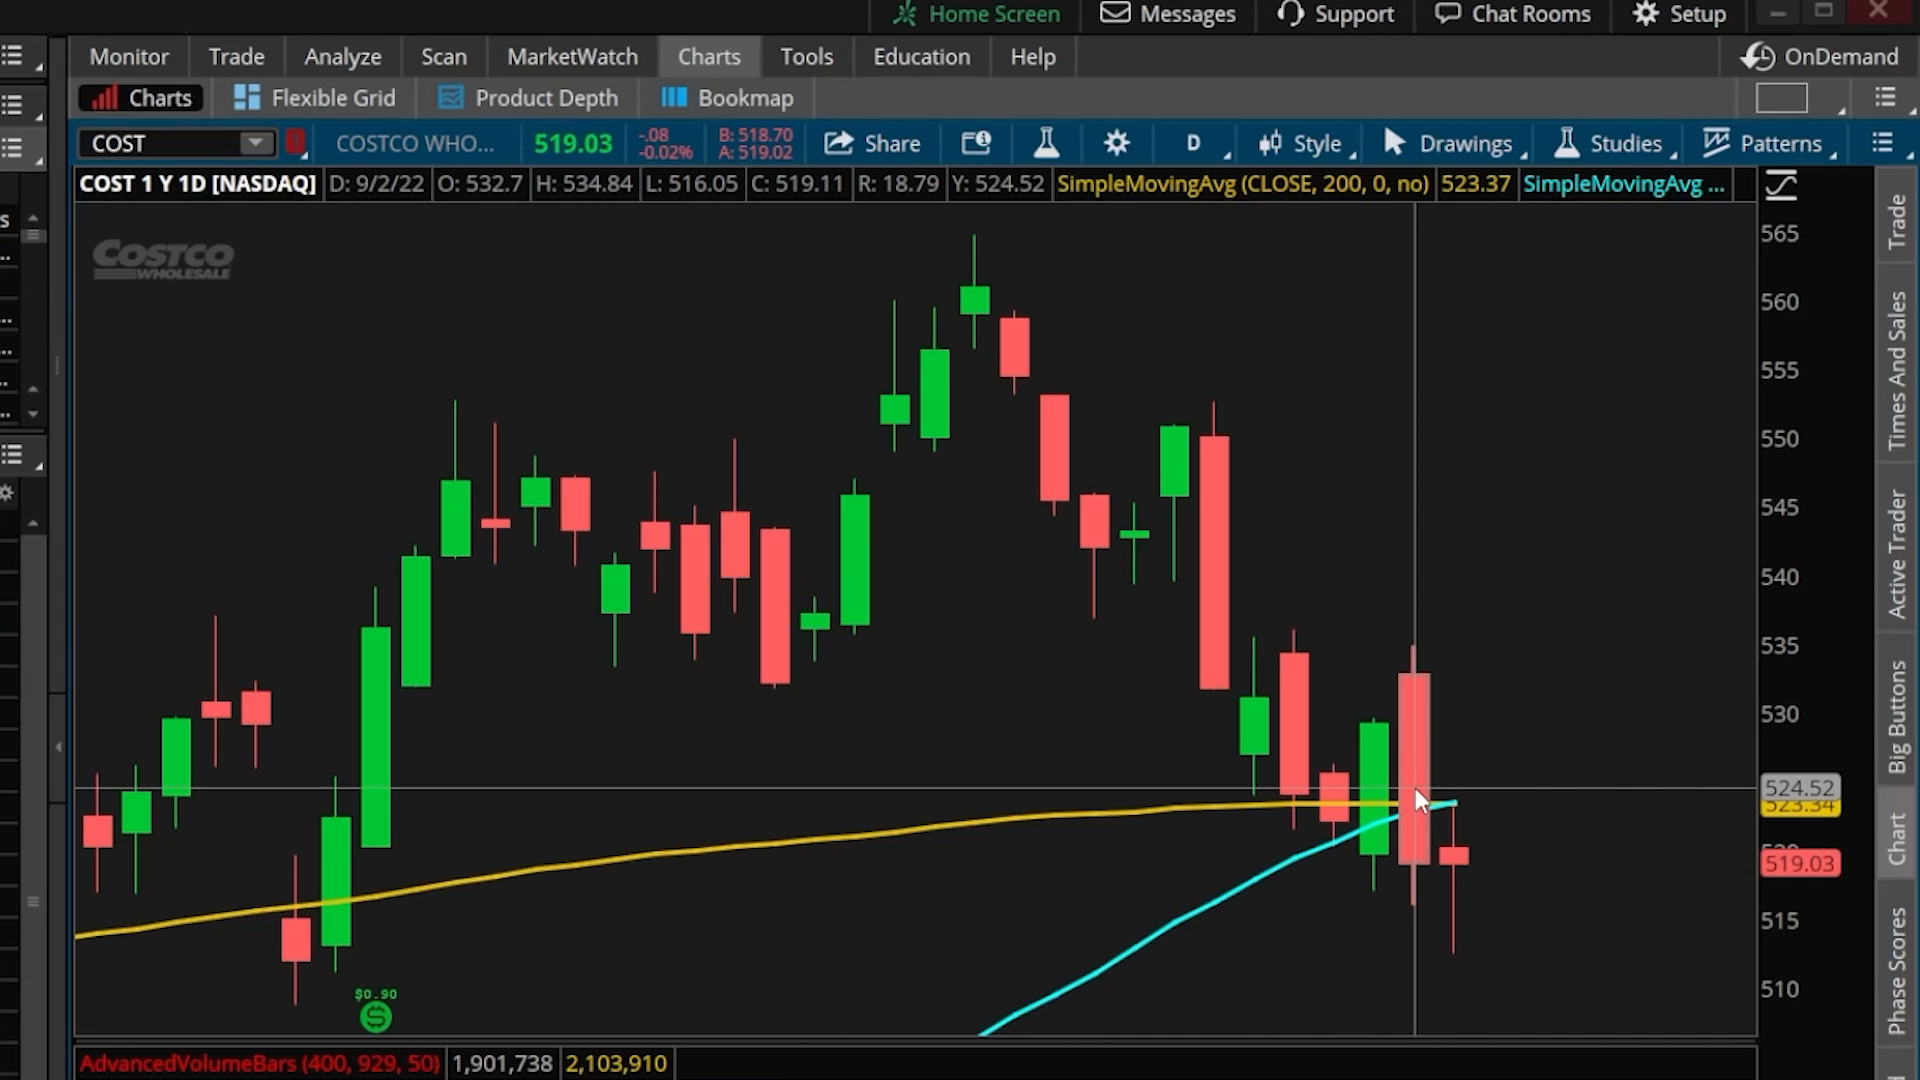 Home Screen Messages Support Chat Rooms Setup
Monitor Trade Analyze Scan MarketWatch Charts Tools Education Help OnDemand
Charts Flexible Grid Product Depth Bookmap
COST COSTCO WHO... 519.03 -.08 B: 518.70 Share D Style Drawings Studies Patterns
-0.02% A: 519.02
COST 1 Y 1D [NASDAQ] D: 9/2/22 O: 532.7 H: 534.84 L: 516.05 C: 519.11 R: 18.79 Y: 524.52 SimpleMovingAvg (CLOSE, 200, 0, no) 523.37 SimpleMovingAvg ...
COSTCO
WHOLESALE
565
560
555
550
545
540
535
530
524.52
523.34
519.03
515
510
$0.90
$
Trade
Times And Sales
Active Trader
Big Buttons
Chart
Phase Scores
AdvancedVolumeBars (400, 929, 50) 1,901,738 2,103,910